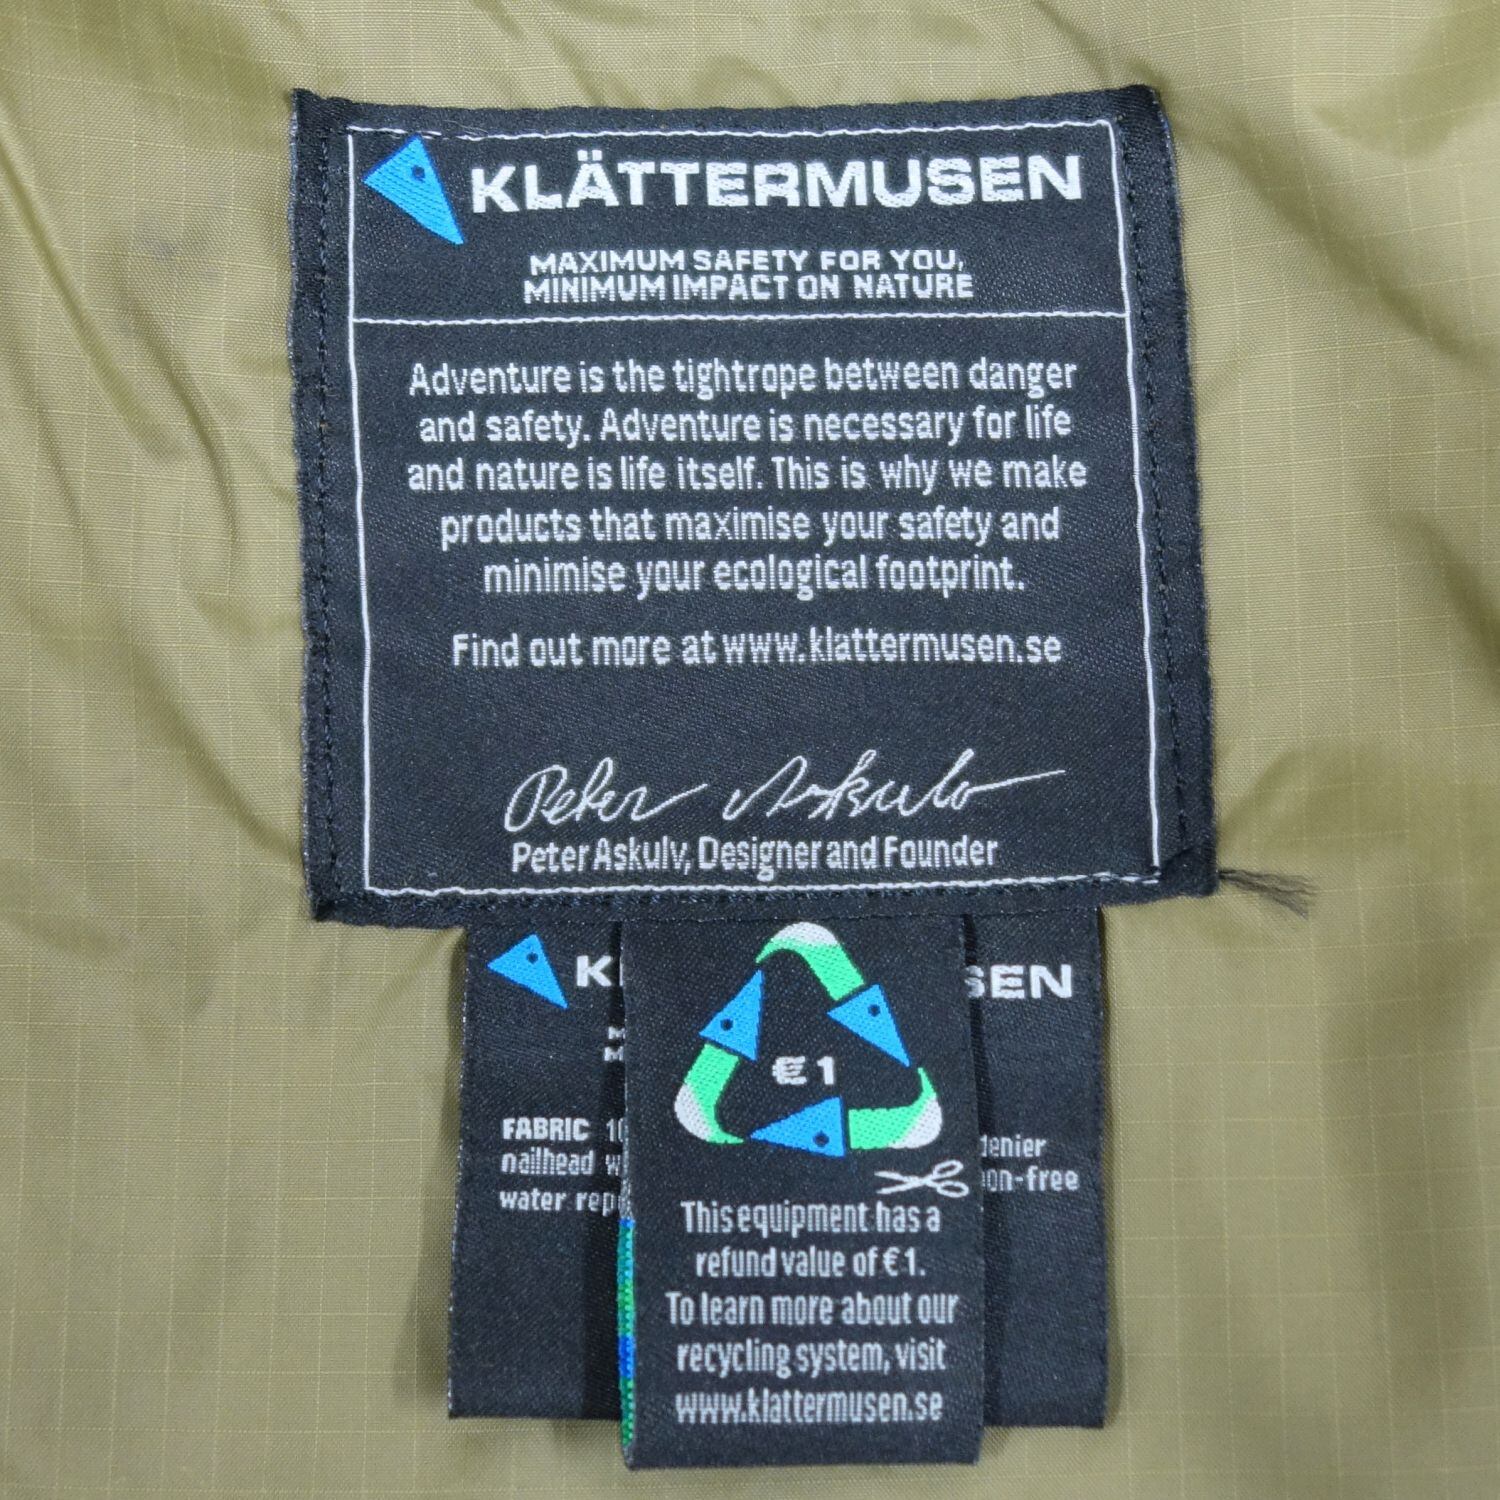 KLÄTTERMUSEN
MAXIMUM SAFETY FOR YOU,
MINIMUM IMPACT ON NATURE
Adventure is the tightrope between danger
and safety. Adventure is necessary for life
and nature is life itself. This is why we make
products that maximise your safety and
minimise your ecological footprint.
Find out more at www.klattermusen.se
Peter Askulv
Peter Askulv, Designer and Founder
€1
This equipment has a
refund value of €1.
To learn more about our
recycling system, visit
www.klattermusen.se
FABRIC
nailhead
water